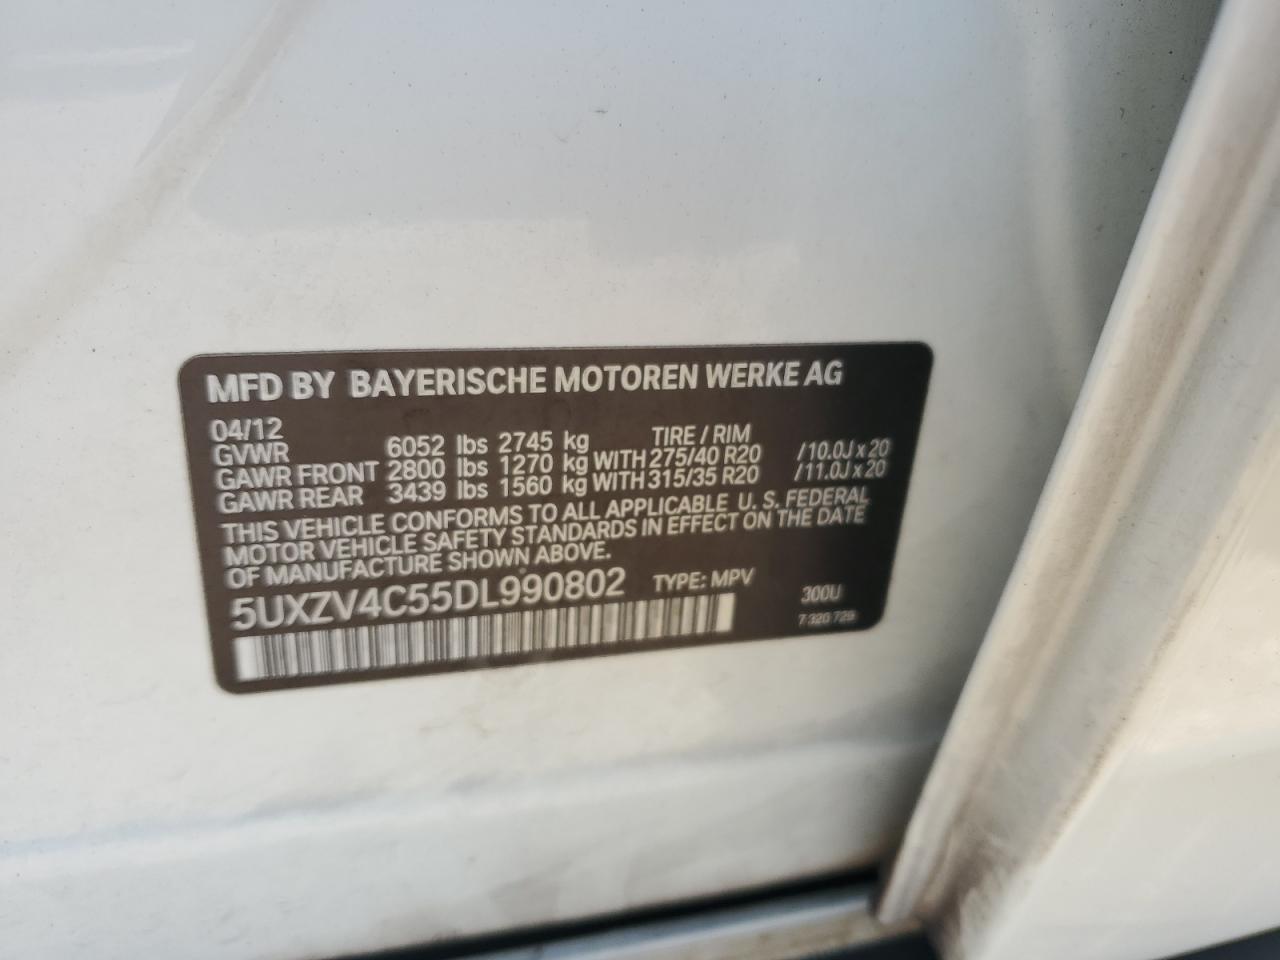 MFD BY BAYERISCHE MOTOREN WERKE AG
04/12 TIRE / RIM
GVWR 6052 lbs 2745 kg
GAWR FRONT 2800 lbs 1270 kg WITH 275/40 R20 /10.0J x 20
GAWR REAR 3439 lbs 1560 kg WITH 315/35 R20 /11.0J x 20
THIS VEHICLE CONFORMS TO ALL APPLICABLE U. S. FEDERAL
MOTOR VEHICLE SAFETY STANDARDS IN EFFECT ON THE DATE
OF MANUFACTURE SHOWN ABOVE.
5UXZV4C55DL990802 TYPE: MPV 300U
7 320 729